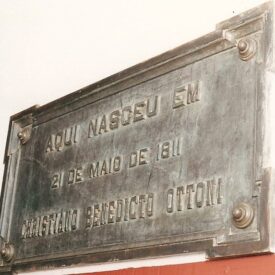 AQUI NASCEU EM
21 DE MAIO DE 1811
CHRISTIANO BENEDICTO OTTONI